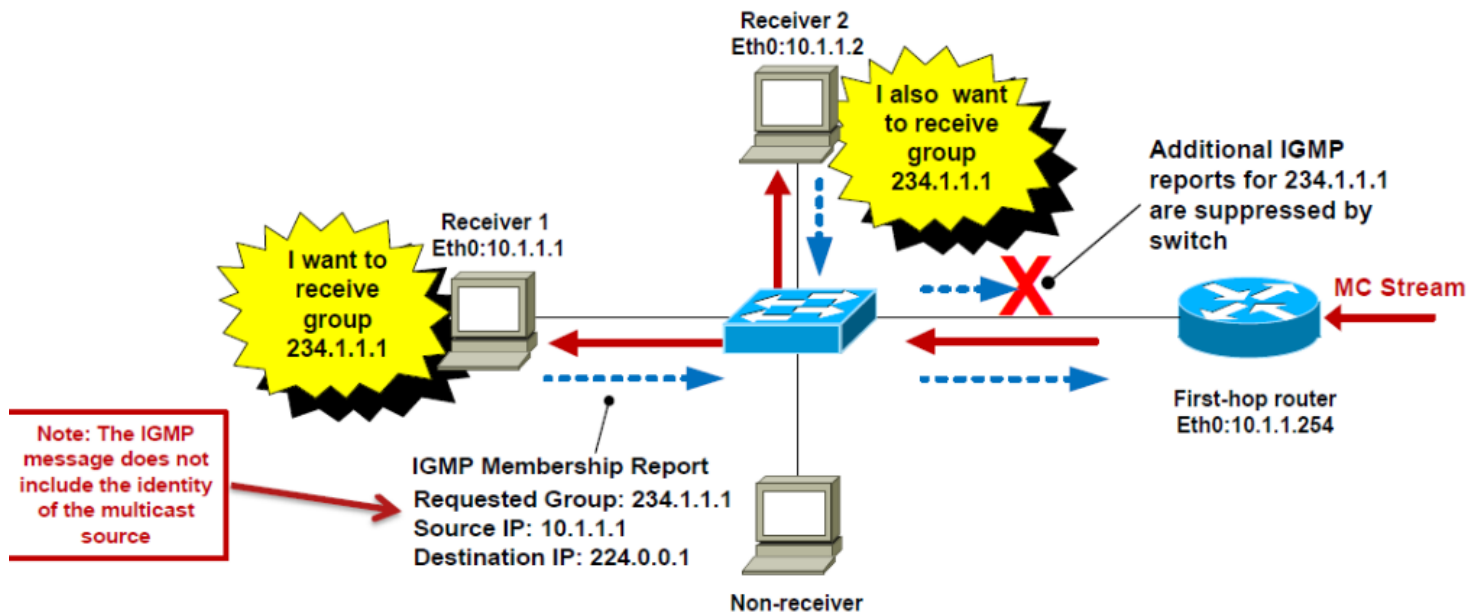 Receiver 2
Eth0:10.1.1.2
I also want
to receive
group
234.1.1.1
Additional IGMP
reports for 234.1.1.1
are suppressed by
switch
Receiver 1
Eth0:10.1.1.1
I want to
receive
group
234.1.1.1
X
MC Stream
First-hop router
Eth0:10.1.1.254
Note: The IGMP
message does not
include the identity
of the multicast
source
IGMP Membership Report
Requested Group: 234.1.1.1
Source IP: 10.1.1.1
Destination IP: 224.0.0.1
Non-receiver